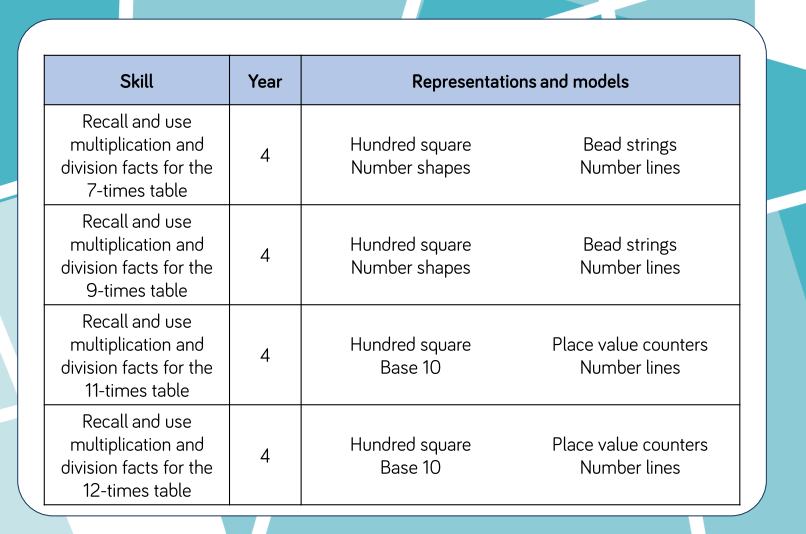 Skill Year Representations and models
Recall and use
multiplication and
division facts for the
7-times table
4
Hundred square
Number shapes
Bead strings
Number lines
Recall and use
multiplication and
division facts for the
9-times table
4
Hundred square
Number shapes
Bead strings
Number lines
Recall and use
multiplication and
division facts for the
11-times table
4
Hundred square
Base 10
Place value counters
Number lines
Recall and use
multiplication and
division facts for the
12-times table
4
Hundred square
Base 10
Place value counters
Number lines